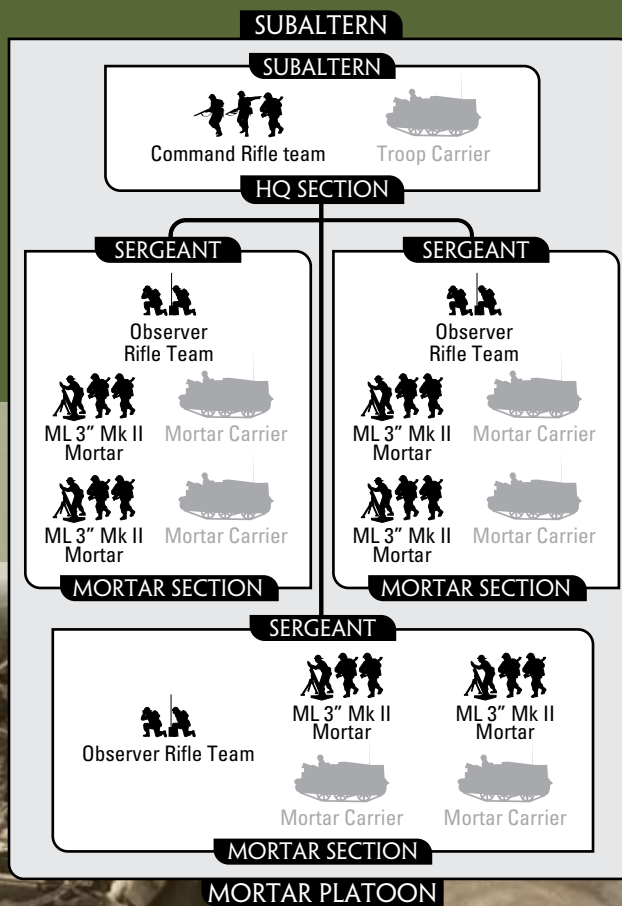 SUBALTERN
SUBALTERN
Command Rifle team
Troop Carrier
HQ SECTION
SERGEANT
Observer
Rifle Team
ML 3” Mk II
Mortar
Mortar Carrier
ML 3” Mk II
Mortar
Mortar Carrier
MORTAR SECTION
SERGEANT
Observer
Rifle Team
ML 3” Mk II
Mortar
Mortar Carrier
ML 3” Mk II
Mortar
Mortar Carrier
MORTAR SECTION
SERGEANT
Observer Rifle Team
ML 3” Mk II
Mortar
ML 3” Mk II
Mortar
Mortar Carrier
Mortar Carrier
MORTAR SECTION
MORTAR PLATOON